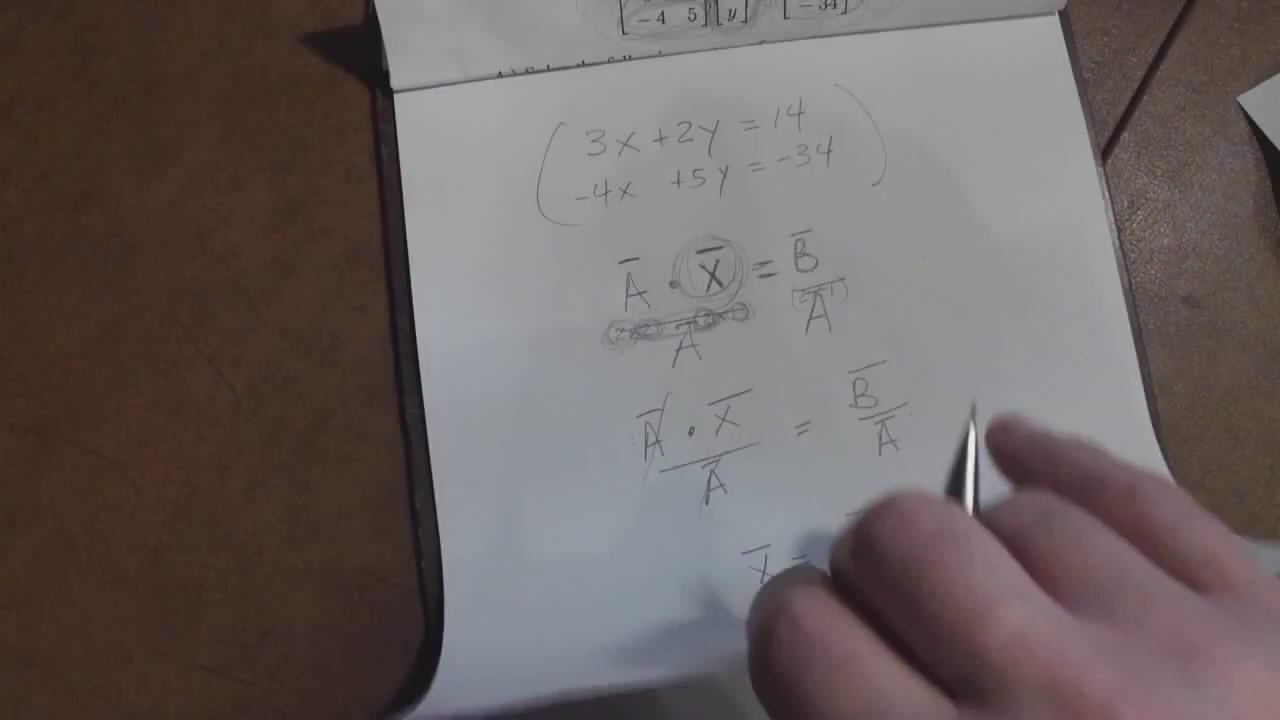 -4 5 y -34
3x+2y = 14
-4x +5y = -34
A̅ · X̅ = B̅
A̅ A̅
A̅ · X̅ = B̅
A̅ A̅
X̅ =